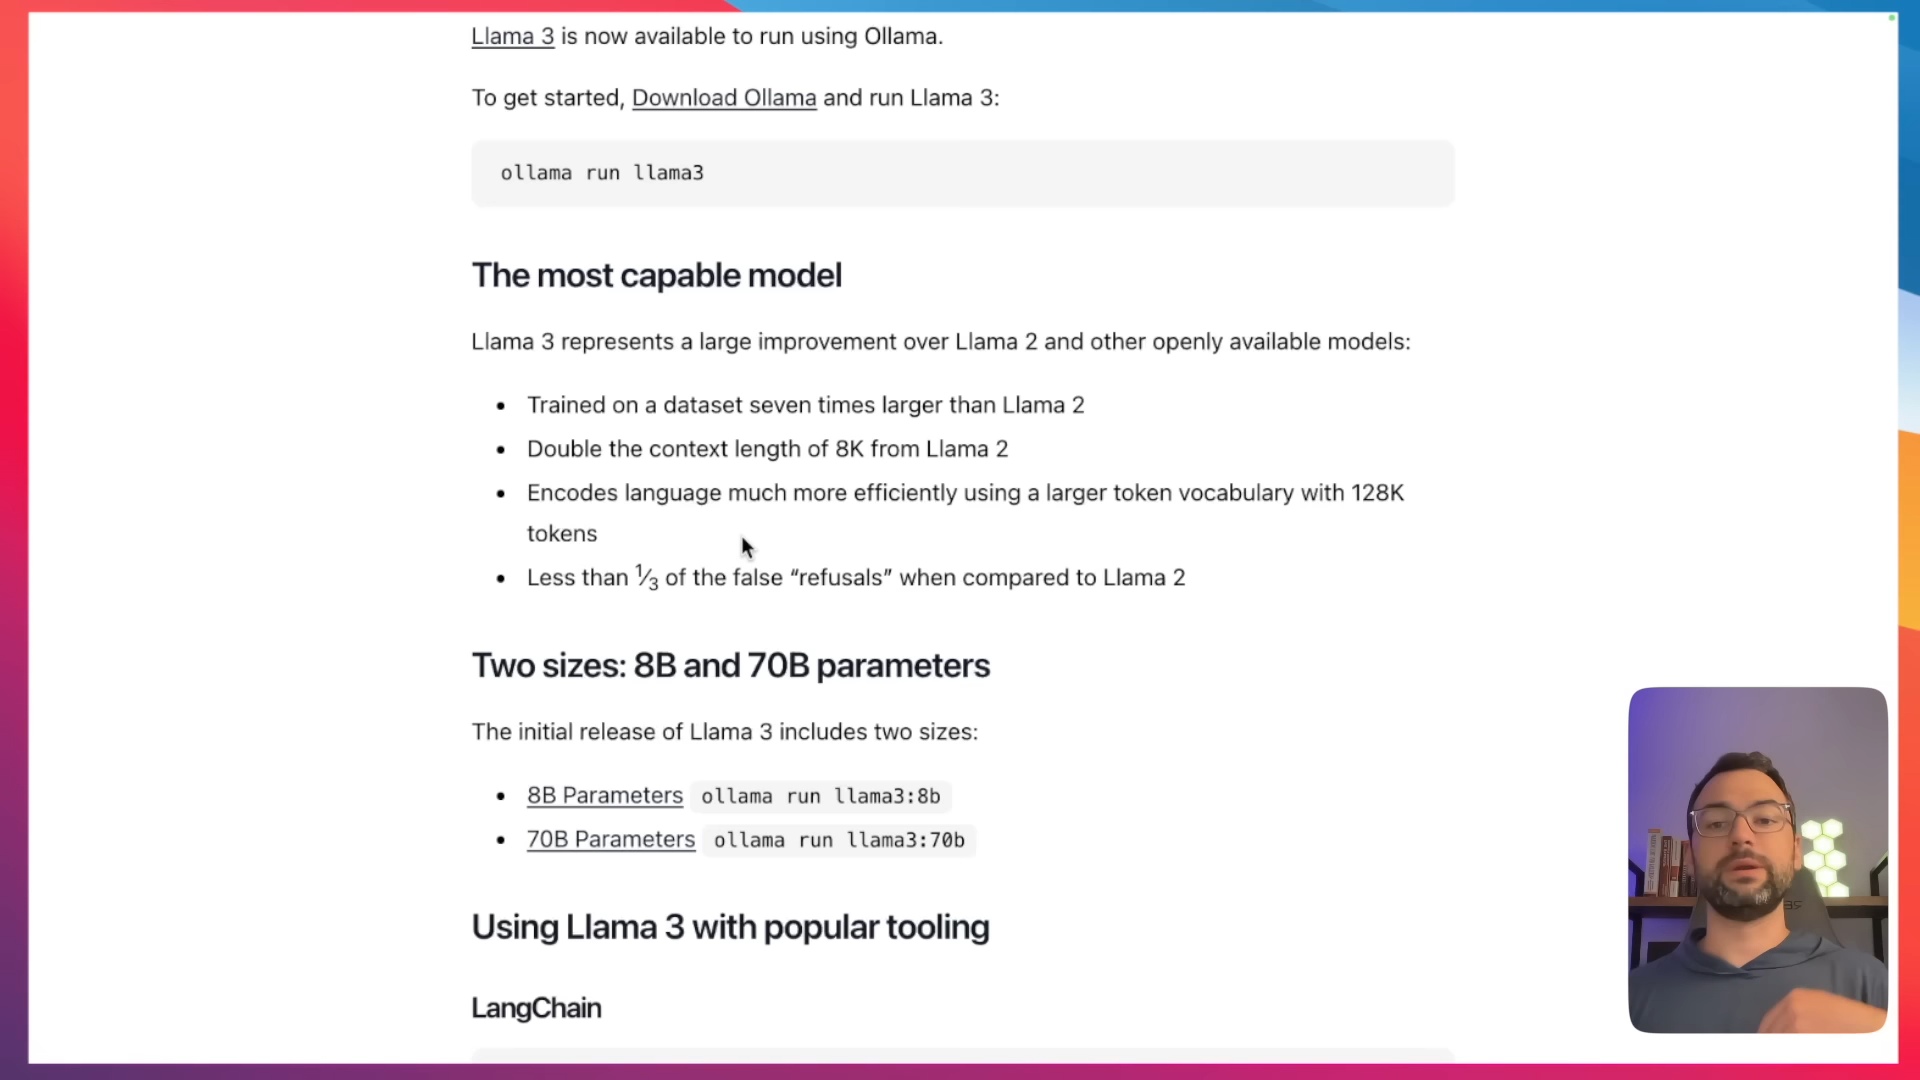 Llama 3 is now available to run using Ollama.
To get started, Download Ollama and run Llama 3:
ollama run llama3
The most capable model
Llama 3 represents a large improvement over Llama 2 and other openly available models:
• Trained on a dataset seven times larger than Llama 2
• Double the context length of 8K from Llama 2
• Encodes language much more efficiently using a larger token vocabulary with 128K
tokens
• Less than ⅓ of the false “refusals” when compared to Llama 2
Two sizes: 8B and 70B parameters
The initial release of Llama 3 includes two sizes:
• 8B Parameters ollama run llama3:8b
• 70B Parameters ollama run llama3:70b
Using Llama 3 with popular tooling
LangChain